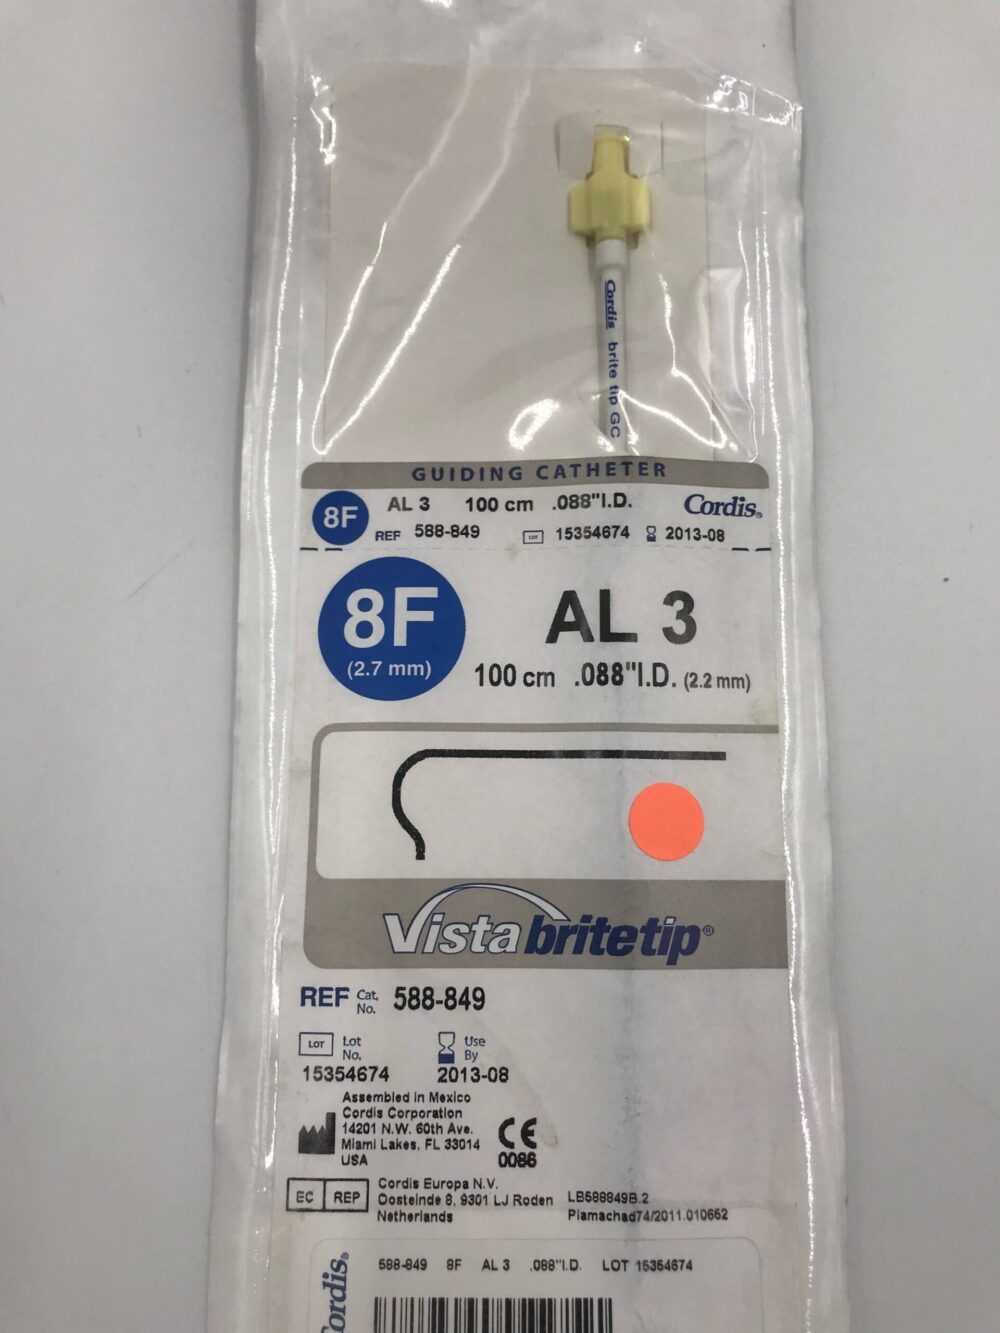 Cordis brite tip GC
GUIDING CATHETER
8F AL 3 100 cm .088"I.D. Cordis®
REF 588-849 LOT 15354674 2013-08
8F
(2.7 mm)
AL 3
100 cm .088"I.D. (2.2 mm)
Vista brite tip®
REF Cat. No. 588-849
LOT Lot No. Use By
15354674 2013-08
Assembled in Mexico
Cordis Corporation
14201 N.W. 60th Ave.
Miami Lakes, FL 33014
USA
CE
0086
EC REP
Cordis Europa N.V.
Oosteinde 8, 9301 LJ Roden
Netherlands
LB588849B.2
Plamachad74/2011.010662
Cordis®
588-849 8F AL 3 .088"I.D. LOT 15354674